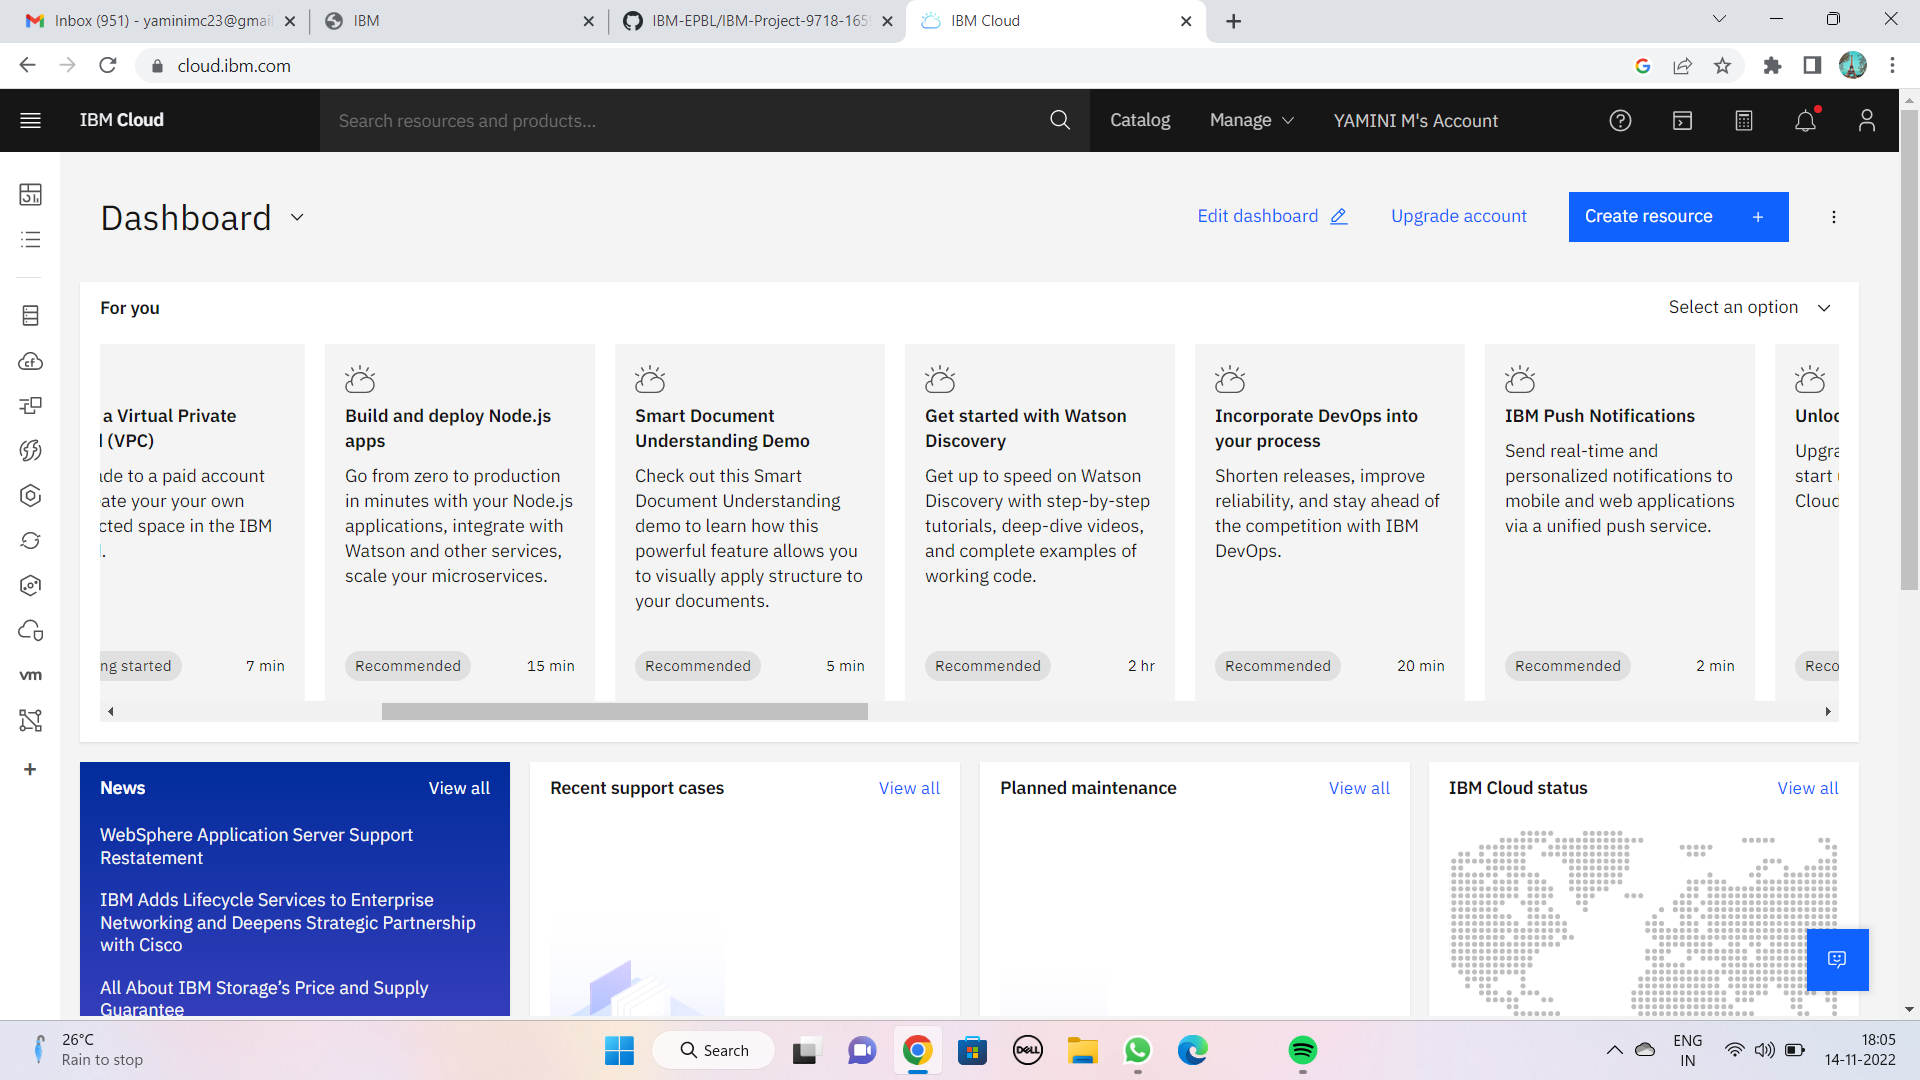 Inbox (951) - yaminimc23@gmai
IBM
IBM-EPBL/IBM-Project-9718-165
IBM Cloud
cloud.ibm.com
IBM Cloud
Search resources and products...
Catalog
Manage
YAMINI M's Account
Dashboard
Edit dashboard
Upgrade account
Create resource +
For you
Select an option
a Virtual Private
(VPC)
de to a paid account
ate your your own
cted space in the IBM
.
ng started
7 min
Build and deploy Node.js
apps
Go from zero to production
in minutes with your Node.js
applications, integrate with
Watson and other services,
scale your microservices.
Recommended
15 min
Smart Document
Understanding Demo
Check out this Smart
Document Understanding
demo to learn how this
powerful feature allows you
to visually apply structure to
your documents.
Recommended
5 min
Get started with Watson
Discovery
Get up to speed on Watson
Discovery with step-by-step
tutorials, deep-dive videos,
and complete examples of
working code.
Recommended
2 hr
Incorporate DevOps into
your process
Shorten releases, improve
reliability, and stay ahead of
the competition with IBM
DevOps.
Recommended
20 min
IBM Push Notifications
Send real-time and
personalized notifications to
mobile and web applications
via a unified push service.
Recommended
2 min
Unloc
Upgra
start
Cloud
Reco
cf
vm
News
View all
WebSphere Application Server Support
Restatement
IBM Adds Lifecycle Services to Enterprise
Networking and Deepens Strategic Partnership
with Cisco
All About IBM Storage's Price and Supply
Guarantee
Recent support cases
View all
Planned maintenance
View all
IBM Cloud status
View all
26°C
Rain to stop
Search
DELL
ENG
IN
18:05
14-11-2022